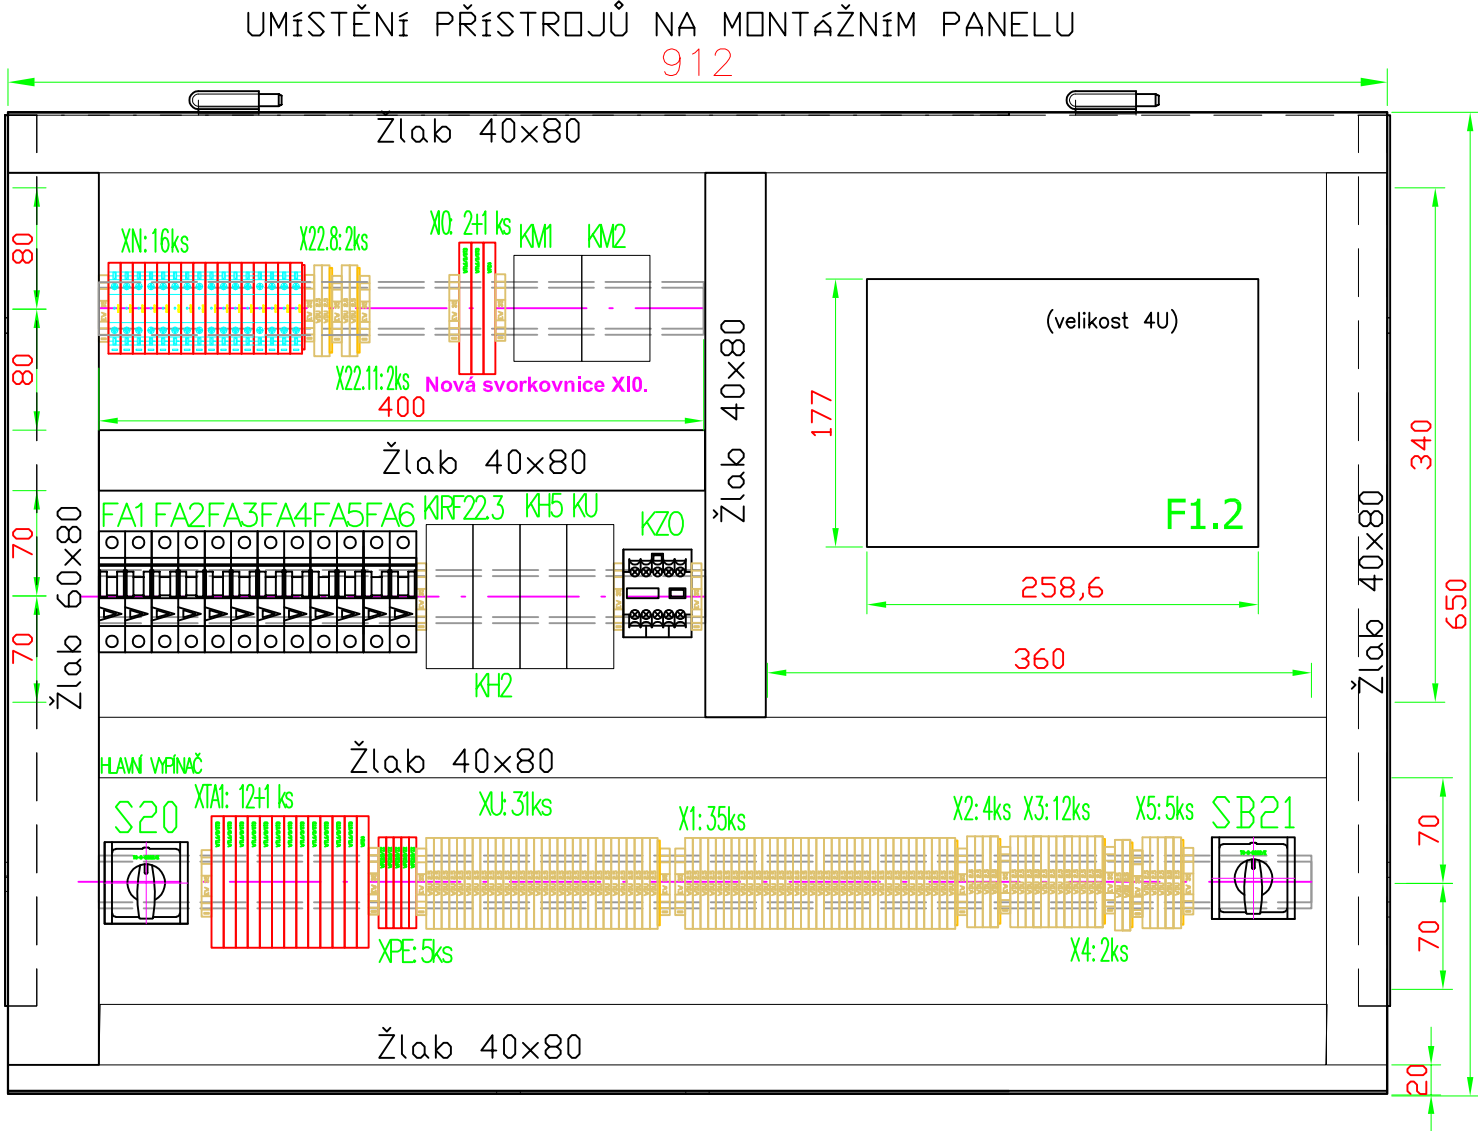 UMíSTĚNí PŘíSTROJŮ NA MONTáŽNíM PANELU
912
Žlab 40x80
XN: 16ks
X22.8: 2ks
XI0: 2+1 ks
KM1
KM2
80
80
X22.11: 2ks
Nová svorkovnice XI0.
400
Žlab 40x80
Žlab 40x80
(velikost 4U)
177
F1.2
258,6
360
340
650
Žlab 40x80
Žlab 60x80
FA1 FA2 FA3 FA4 FA5 FA6
KIRF22.3
KH5 KU
KZ0
KH2
70
70
Žlab 40x80
HLAVNÍ VYPÍNAČ
S20
XTA1: 12+1 ks
XU: 31ks
X1: 35ks
X2: 4ks
X3: 12ks
X5: 5ks
SB21
XPE: 5ks
X4: 2ks
70
70
Žlab 40x80
20